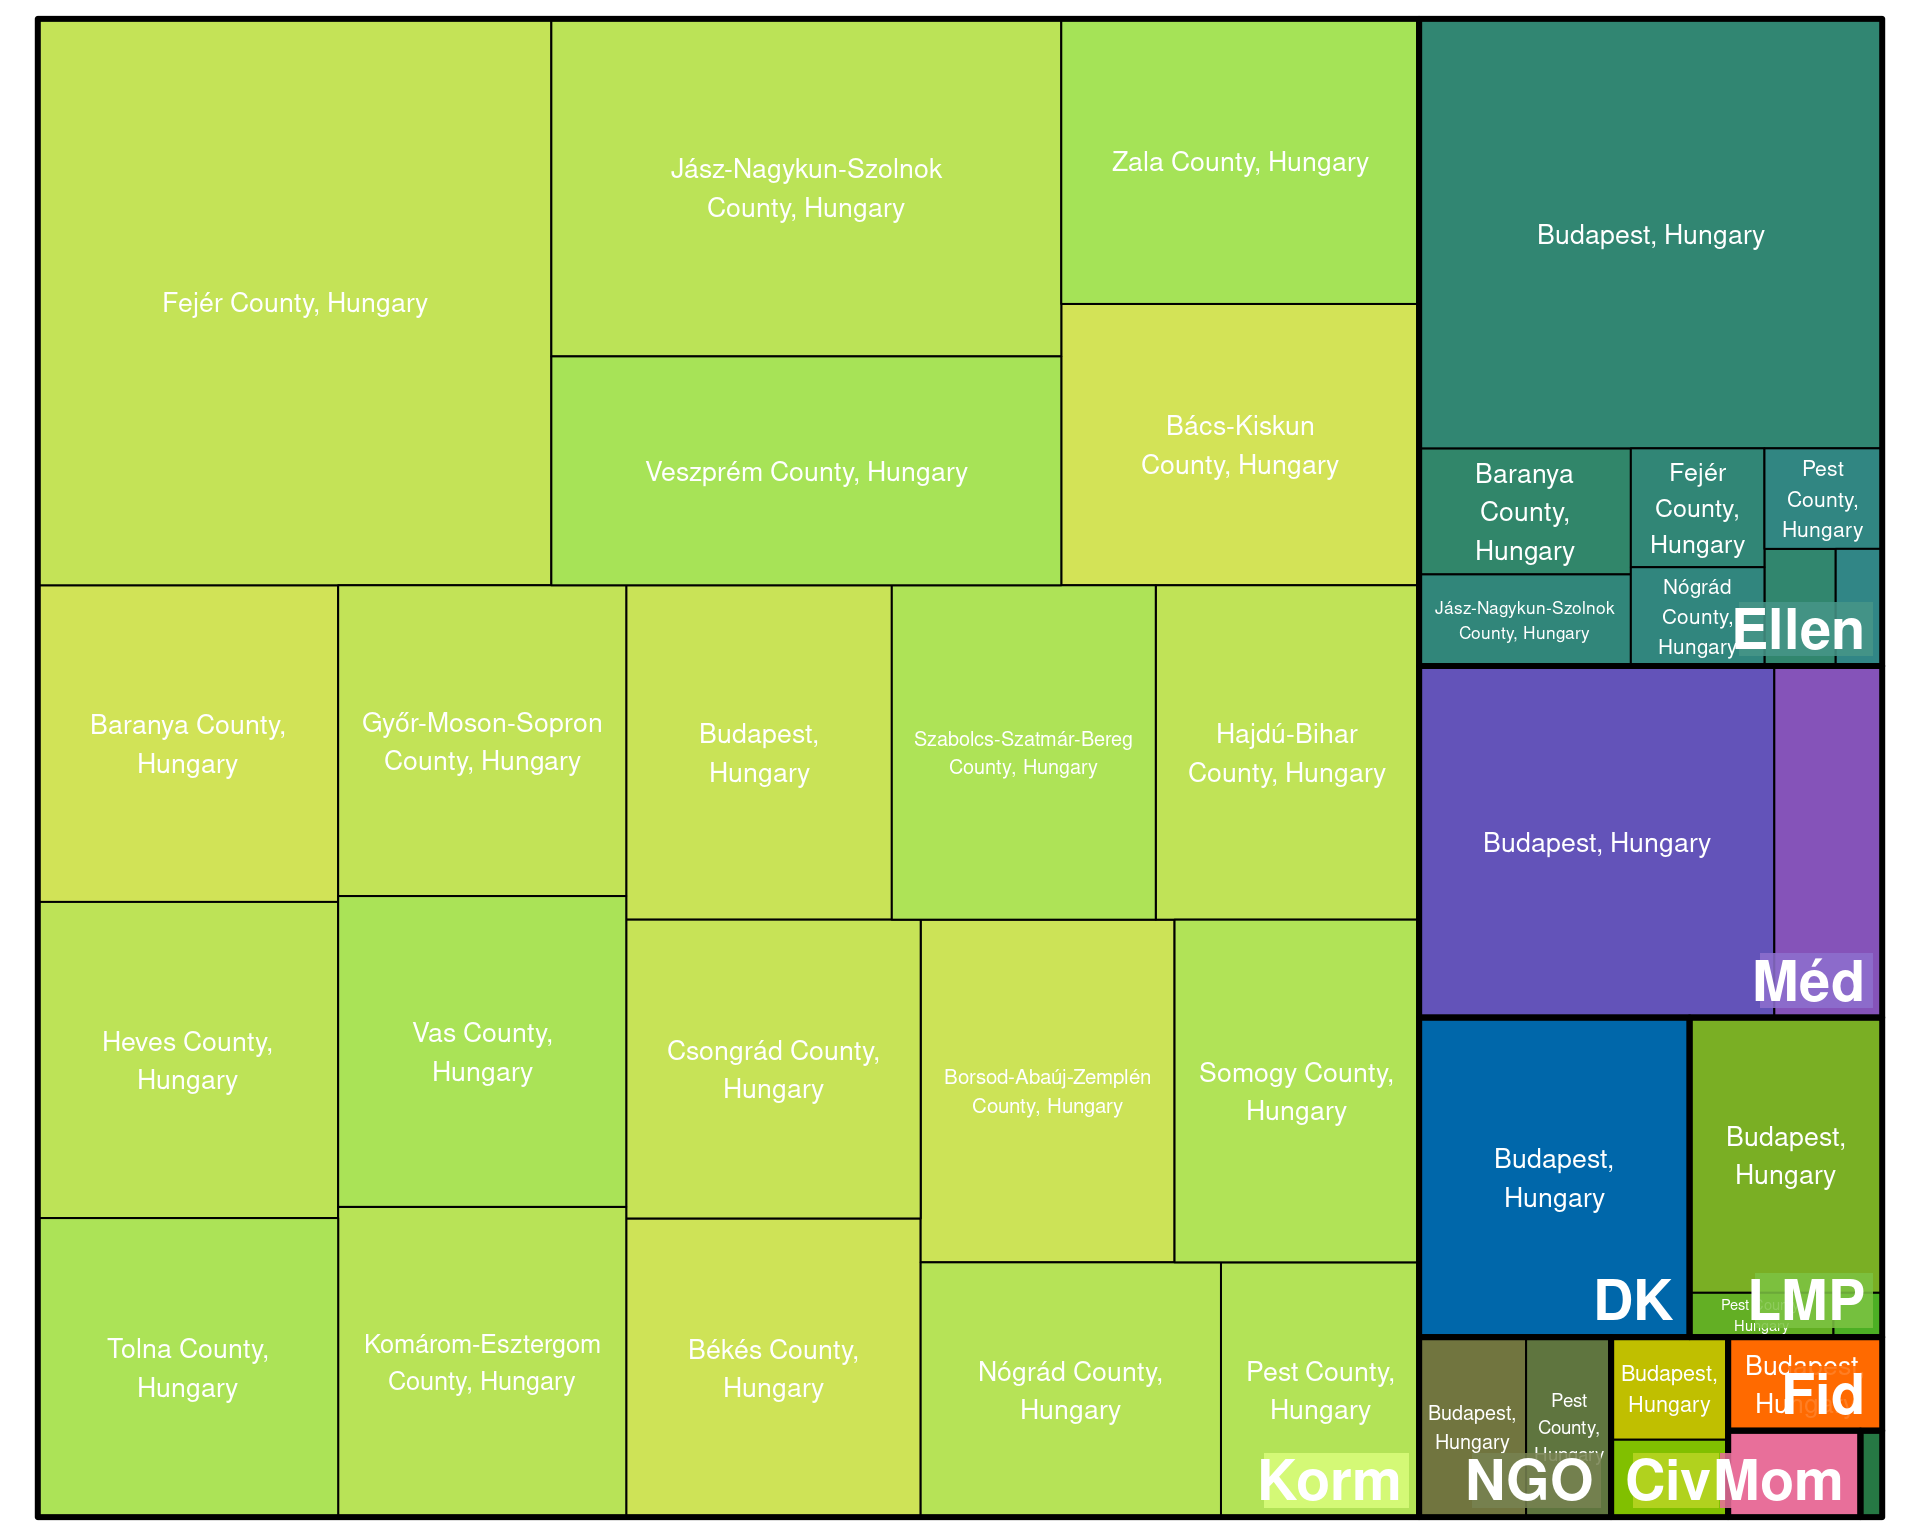 Fejér County, Hungary
Jász-Nagykun-Szolnok
County, Hungary
Zala County, Hungary
Veszprém County, Hungary
Bács-Kiskun
County, Hungary
Baranya County,
Hungary
Győr-Moson-Sopron
County, Hungary
Budapest,
Hungary
Szabolcs-Szatmár-Bereg
County, Hungary
Hajdú-Bihar
County, Hungary
Heves County,
Hungary
Vas County,
Hungary
Csongrád County,
Hungary
Borsod-Abaúj-Zemplén
County, Hungary
Somogy County,
Hungary
Tolna County,
Hungary
Komárom-Esztergom
County, Hungary
Békés County,
Hungary
Nógrád County,
Hungary
Pest County,
Hungary
Korm
Budapest, Hungary
Baranya
County,
Hungary
Fejér
County,
Hungary
Pest
County,
Hungary
Jász-Nagykun-Szolnok
County, Hungary
Nógrád
County,
Hungary
Ellen
Budapest, Hungary
Méd
Budapest,
Hungary
DK
Budapest,
Hungary
Pest County,
Hungary
LMP
Budapest,
Hungary
Pest
County,
Hungary
NGO
Budapest,
Hungary
Civ
Budapest,
Hungary
Fid
Mom